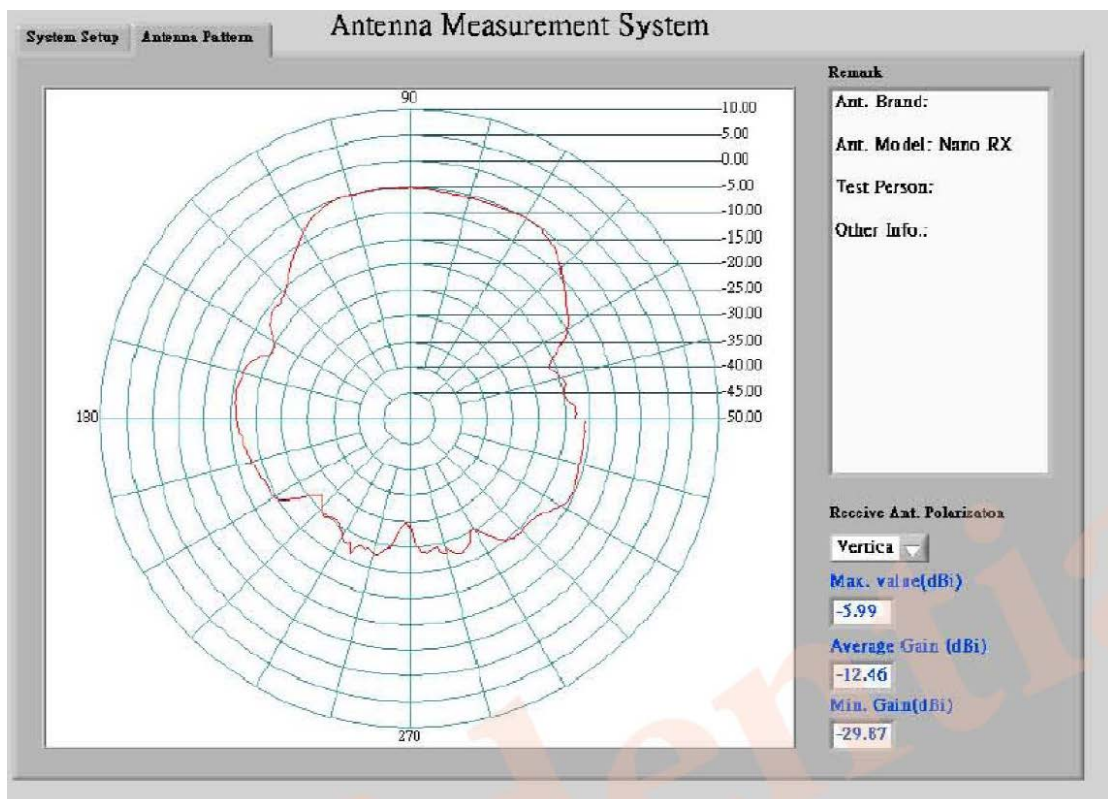 Antenna Measurement System
System Setup
Antenna Pattern
90
10.00
5.00
0.00
-5.00
-10.00
-15.00
-20.00
-25.00
-30.00
-35.00
-40.00
-45.00
-50.00
180
270
Remark
Ant. Brand:
Ant. Model: Nano RX
Test Person:
Other Info.:
Receive Ant. Polarizaton
Vertica
Max. value(dBi)
-5.99
Average Gain (dBi)
-12.46
Min. Gain(dBi)
-29.87